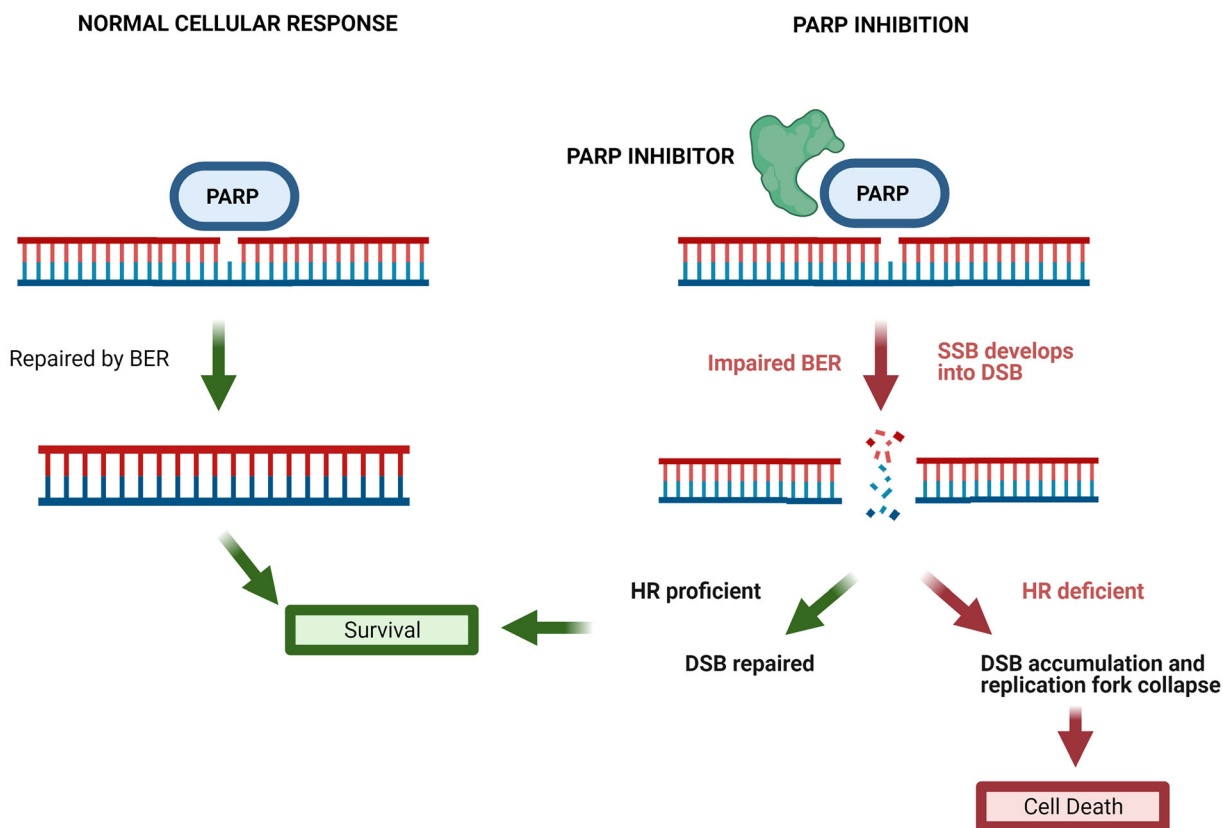 NORMAL CELLULAR RESPONSE
PARP
Repaired by BER
Survival
PARP INHIBITION
PARP INHIBITOR
PARP
Impaired BER
SSB develops
into DSB
HR proficient
DSB repaired
HR deficient
DSB accumulation and
replication fork collapse
Cell Death